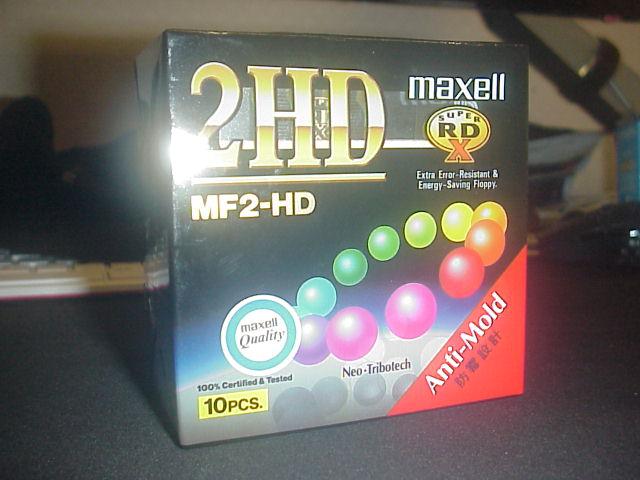 2HD
maxell
SUPER
RD
X
Extra Error-Resistant &
Energy-Saving Floppy.
MF2-HD
maxell
Quality
Neo·Tribotech
Anti-Mold
防霉設計
100% Certified & Tested
10PCS.